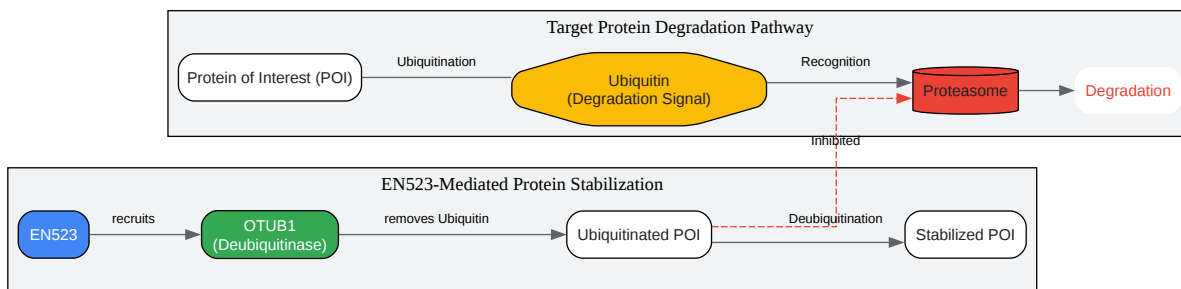 Target Protein Degradation Pathway
Protein of Interest (POI)
Ubiquitination
Ubiquitin
(Degradation Signal)
Recognition
Proteasome
Degradation
Inhibited
EN523-Mediated Protein Stabilization
EN523
recruits
OTUB1
(Deubiquitinase)
removes Ubiquitin
Ubiquitinated POI
Deubiquitination
Stabilized POI